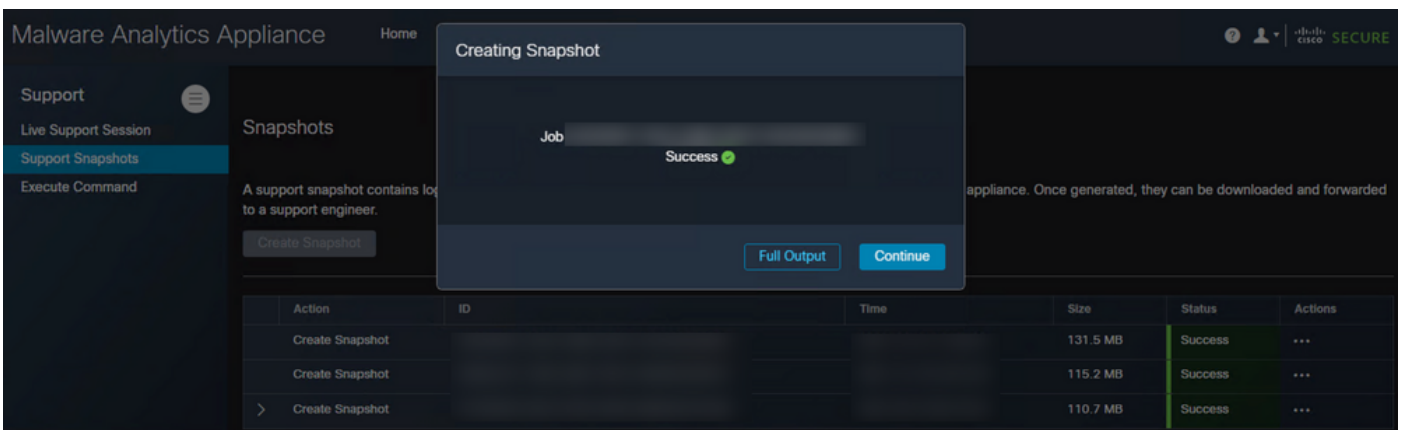 Malware Analytics Appliance
Home
cisco SECURE
Creating Snapshot
Job
Success
Full Output
Continue
Support
Live Support Session
Support Snapshots
Execute Command
Snapshots
A support snapshot contains log appliance. Once generated, they can be downloaded and forwarded
to a support engineer.
Create Snapshot
Action ID Time Size Status Actions
Create Snapshot 131.5 MB Success ...
Create Snapshot 115.2 MB Success ...
Create Snapshot 110.7 MB Success ...